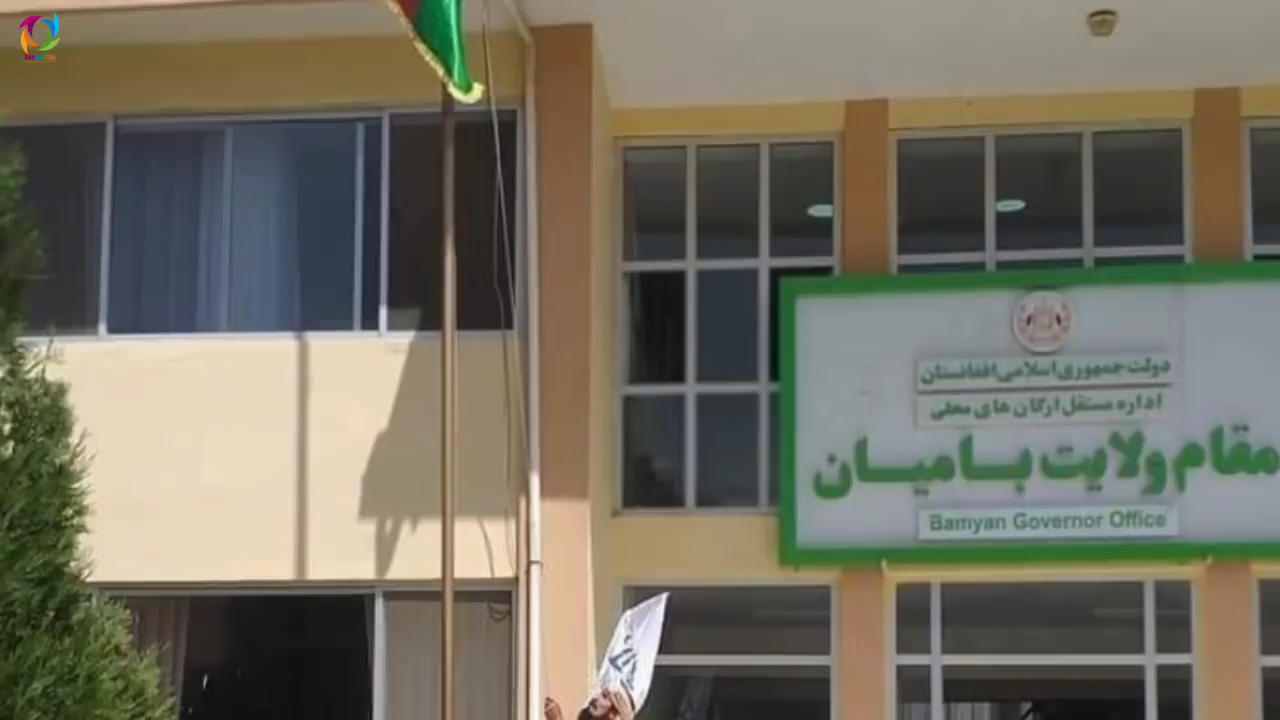 دولت جمهوری اسلامی افغانستان
اداره مستقل ارگان های محلی
مقام ولایت بامیان
Bamyan Governor Office